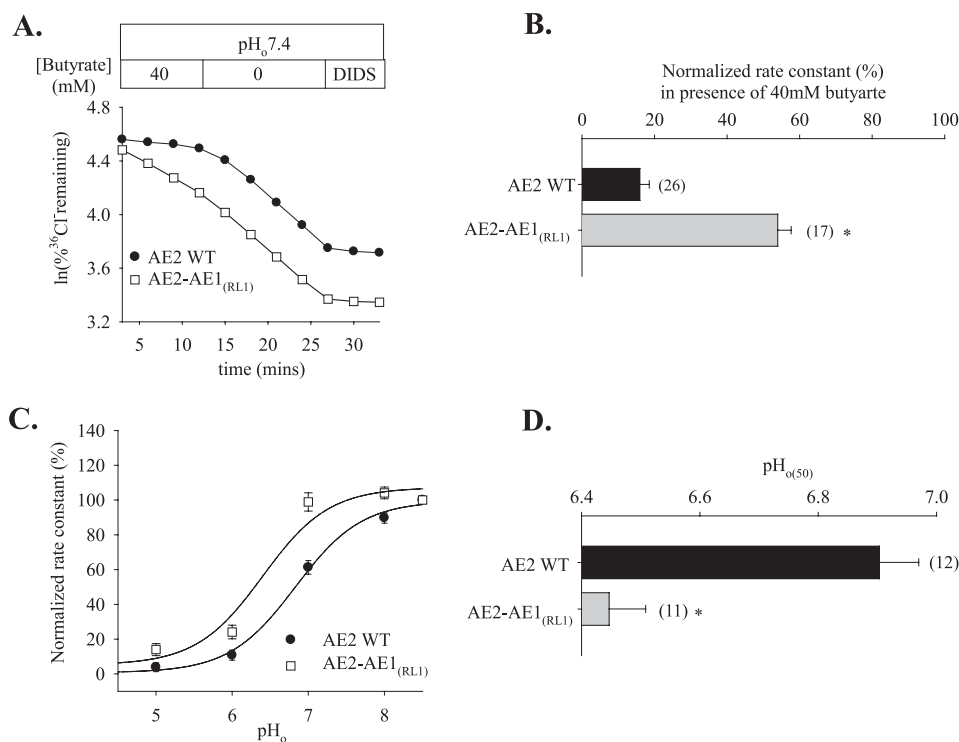 A.
pHo7.4
[Butyrate]
(mM)
40 0 DIDS
4.8
4.4
4.0
3.6
3.2
ln(%36Cl-remaining)
AE2 WT
AE2-AE1(RL1)
5 10 15 20 25 30
time (mins)
B.
Normalized rate constant (%)
in presence of 40mM butyarte
0 20 40 60 80 100
AE2 WT (26)
AE2-AE1(RL1) (17) *
C.
140
120
100
80
60
40
20
0
Normalized rate constant (%)
AE2 WT
AE2-AE1(RL1)
5 6 7 8
pHo
D.
pHo(50)
6.4 6.6 6.8 7.0
AE2 WT (12)
AE2-AE1(RL1) (11) *